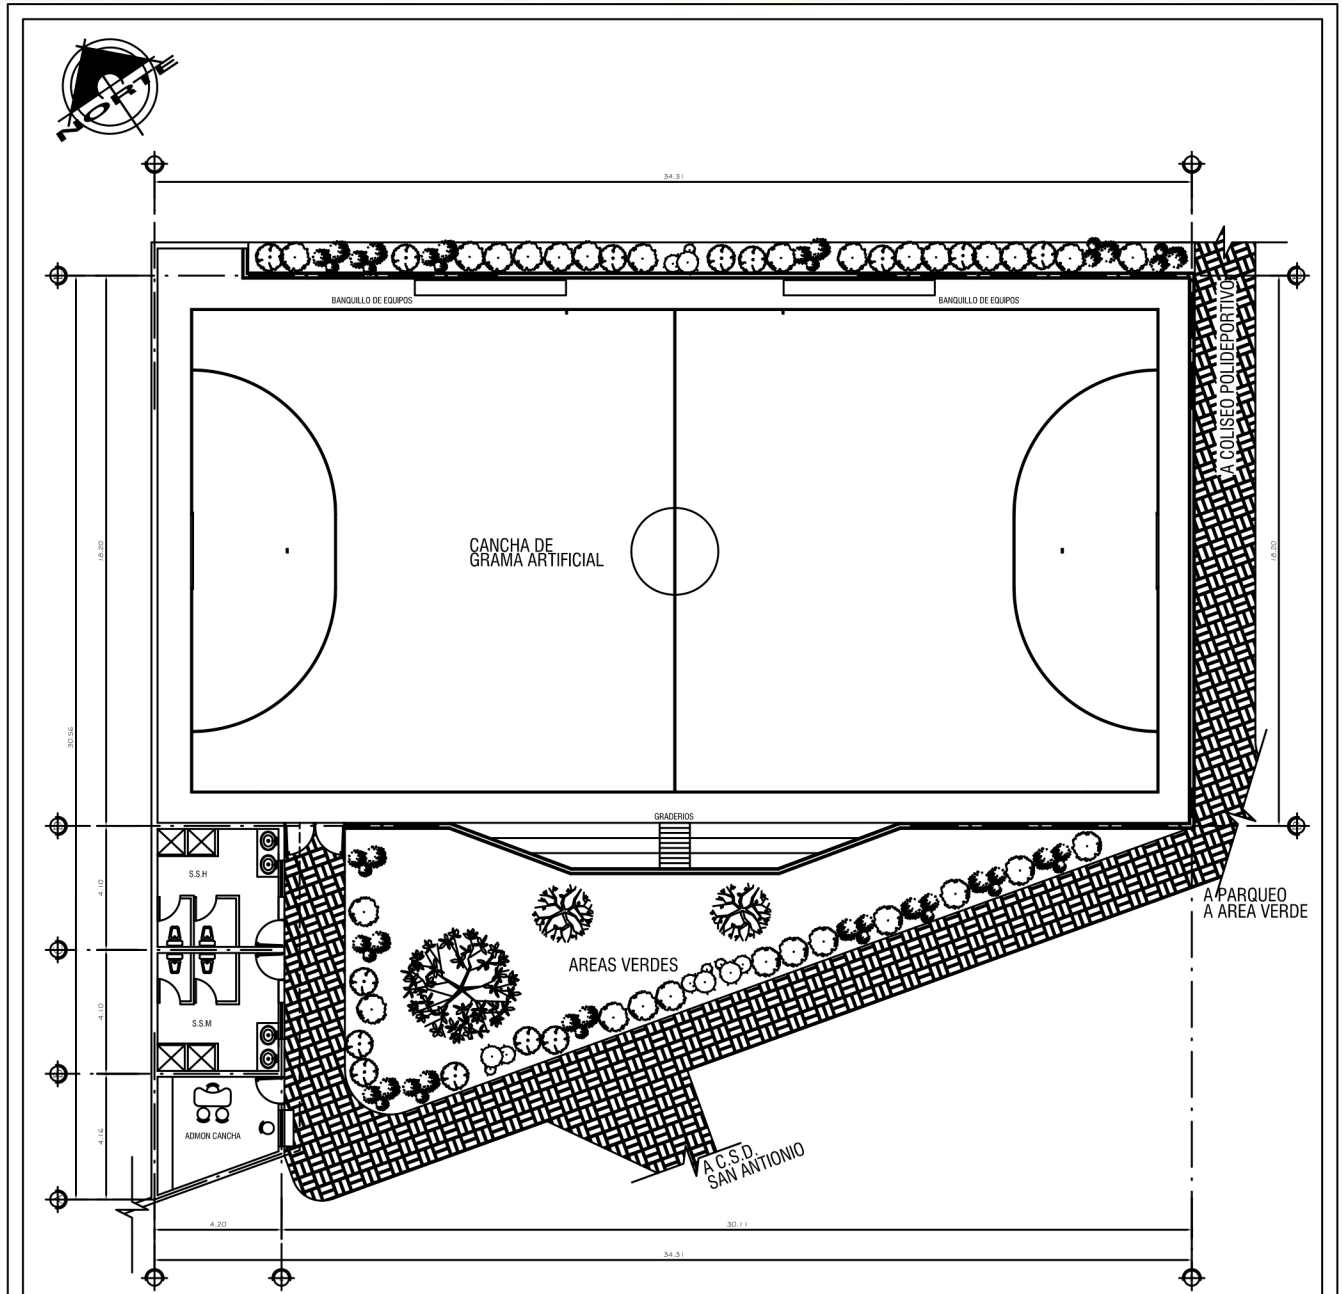 NORTE
34.31
BANQUILLO DE EQUIPOS
BANQUILLO DE EQUIPOS
A COLISEO POLIDEPORTIVO
CANCHA DE
GRAMA ARTIFICIAL
18.20
18.20
30.56
GRADERIOS
S.S.H
4.10
A PARQUEO
A AREA VERDE
AREAS VERDES
4.10
S.S.M
ADMON CANCHA
4.16
A C.S.D.
SAN ANTIONIO
4.20
30.11
34.31